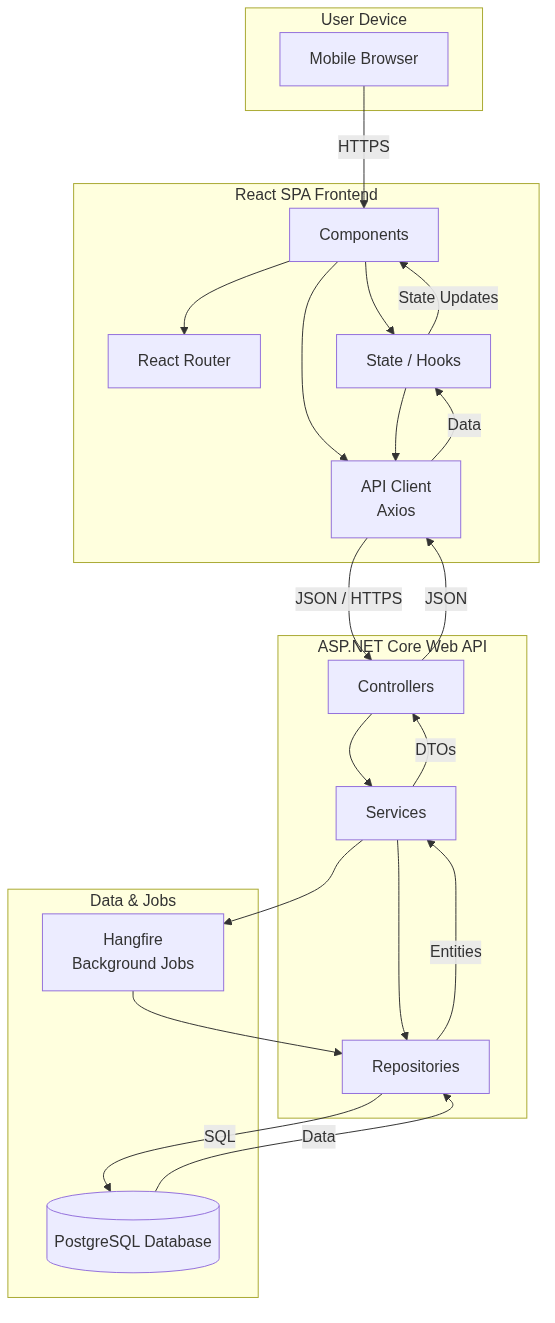 User Device
Mobile Browser
HTTPS
React SPA Frontend
Components
State Updates
React Router
State / Hooks
Data
API Client
Axios
JSON / HTTPS
JSON
ASP.NET Core Web API
Controllers
DTOs
Services
Data & Jobs
Hangfire
Background Jobs
Entities
Repositories
SQL
Data
PostgreSQL Database